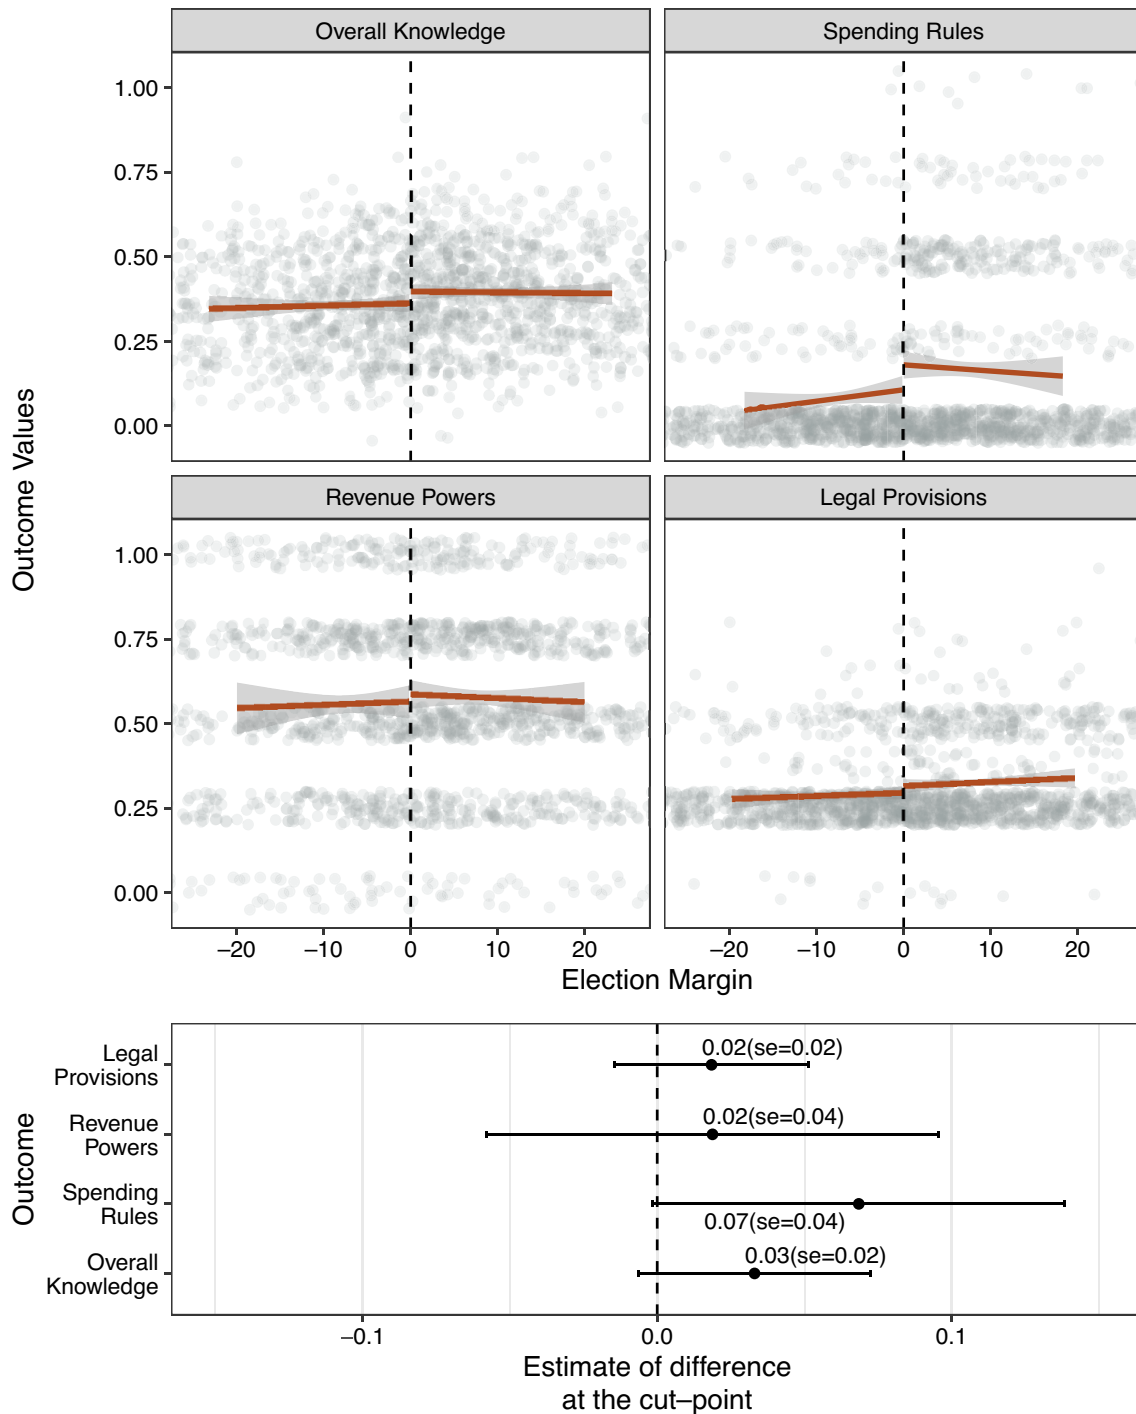 Overall Knowledge
Spending Rules
1.00
0.75
0.50
0.25
0.00
Outcome Values
Revenue Powers
Legal Provisions
1.00
0.75
0.50
0.25
0.00
−20 −10 0 10 20
−20 −10 0 10 20
Election Margin
Outcome
Legal
Provisions
0.02(se=0.02)
Revenue
Powers
0.02(se=0.04)
Spending
Rules
0.07(se=0.04)
Overall
Knowledge
0.03(se=0.02)
−0.1 0.0 0.1
Estimate of difference
at the cut−point